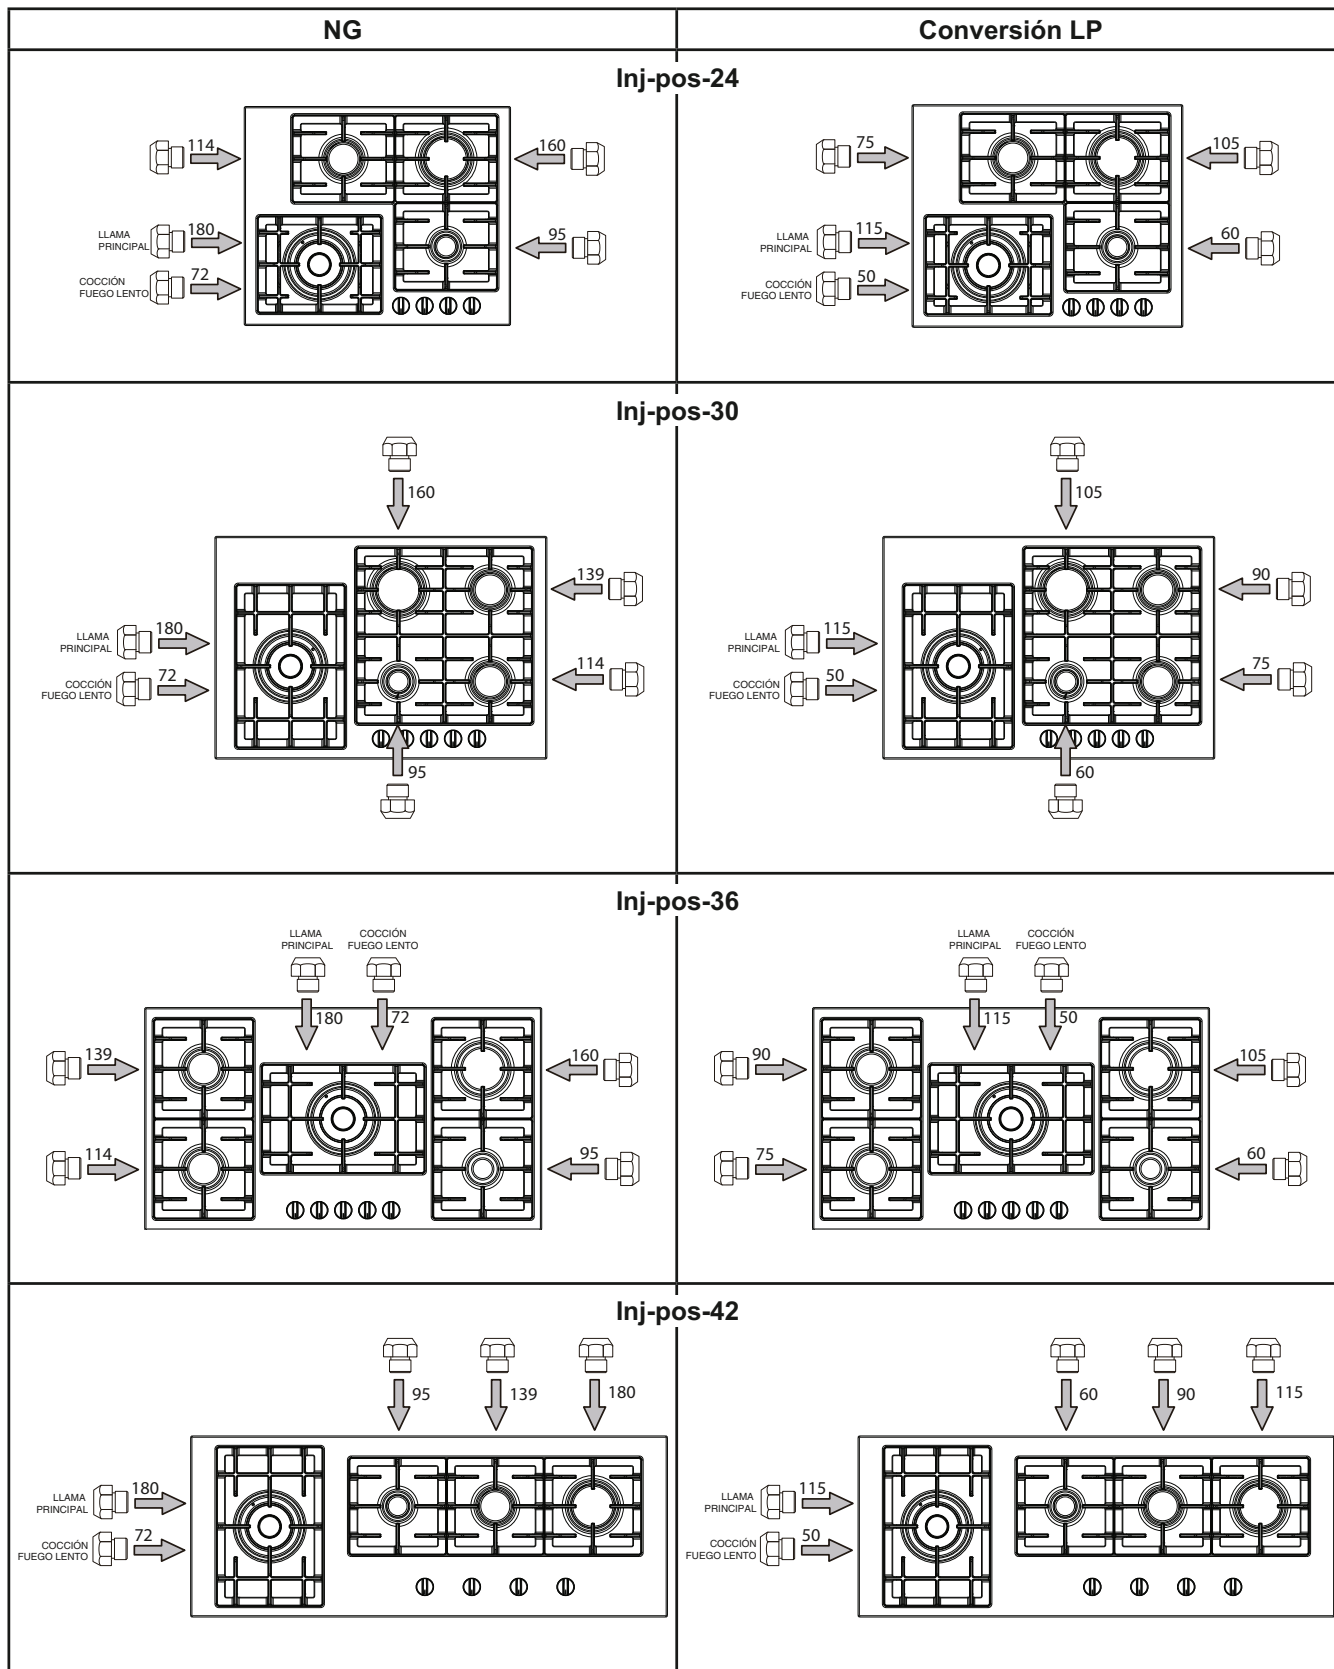 NG
Conversión LP
Inj-pos-24
114
160
LLAMA
PRINCIPAL
180
95
COCCIÓN
FUEGO LENTO
72
75
105
LLAMA
PRINCIPAL
115
60
COCCIÓN
FUEGO LENTO
50
Inj-pos-30
160
139
LLAMA
PRINCIPAL
180
114
COCCIÓN
FUEGO LENTO
72
95
105
90
LLAMA
PRINCIPAL
115
75
COCCIÓN
FUEGO LENTO
50
60
Inj-pos-36
LLAMA
PRINCIPAL
COCCIÓN
FUEGO LENTO
180
72
139
160
114
95
LLAMA
PRINCIPAL
COCCIÓN
FUEGO LENTO
115
50
90
105
75
60
Inj-pos-42
95
139
180
LLAMA
PRINCIPAL
180
COCCIÓN
FUEGO LENTO
72
60
90
115
LLAMA
PRINCIPAL
115
COCCIÓN
FUEGO LENTO
50